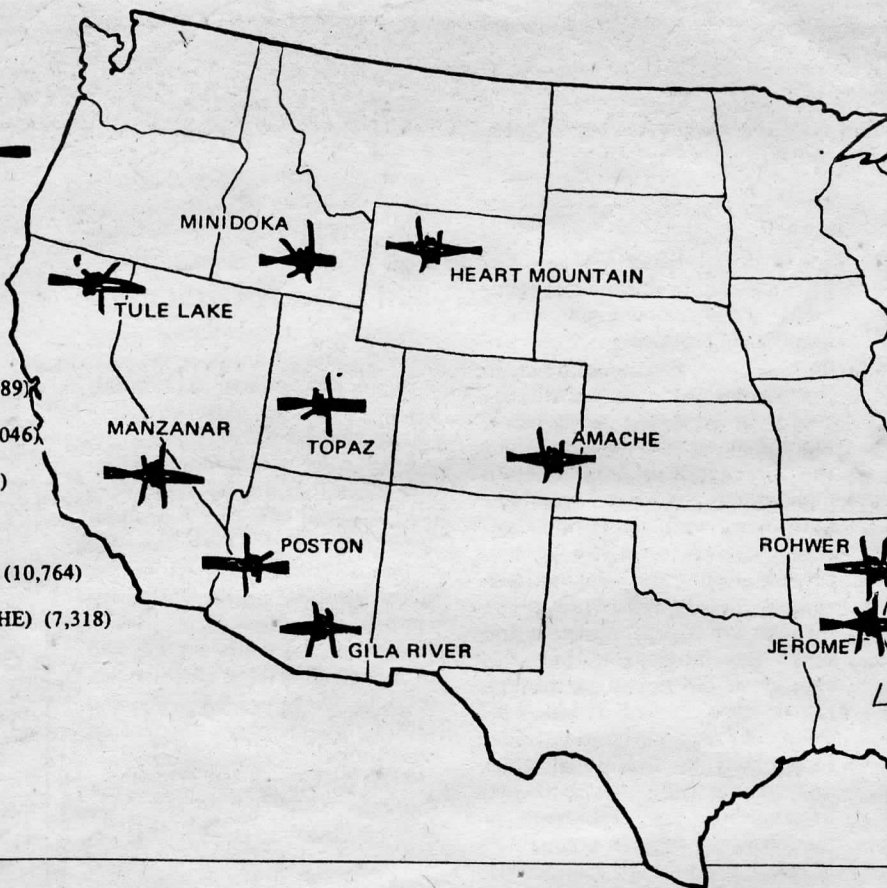 MINIDOKA
HEART MOUNTAIN
TULE LAKE
89)
MANZANAR
046)
TOPAZ
AMACHE
)
POSTON
ROHWER
(10,764)
HE) (7,318)
GILA RIVER
JEROME